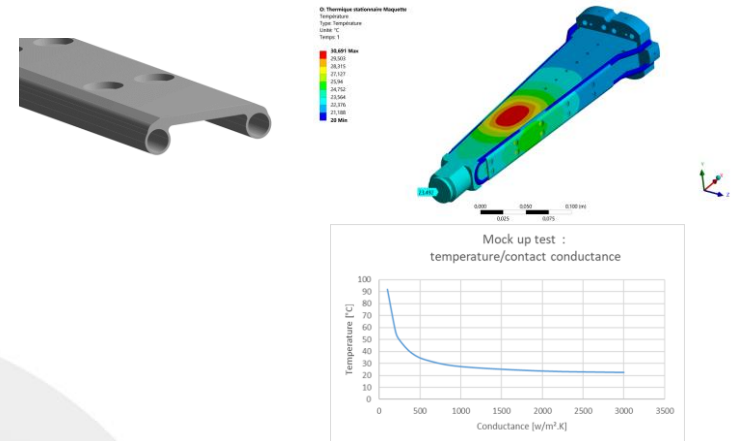 D: Thermique stationnaire Maquette
Température
Type: Température
Unité: °C
Temps: 1
30,691 Max
29,503
28,315
27,127
25,94
24,752
23,564
22,376
21,188
20 Min
23,492
0,000 0,050 0,100 (m)
0,025 0,075
Y
X
Z
Mock up test :
temperature/contact conductance
Temperature [°C]
100
90
80
70
60
50
40
30
20
10
0
0 500 1000 1500 2000 2500 3000 3500
Conductance [w/m².K]